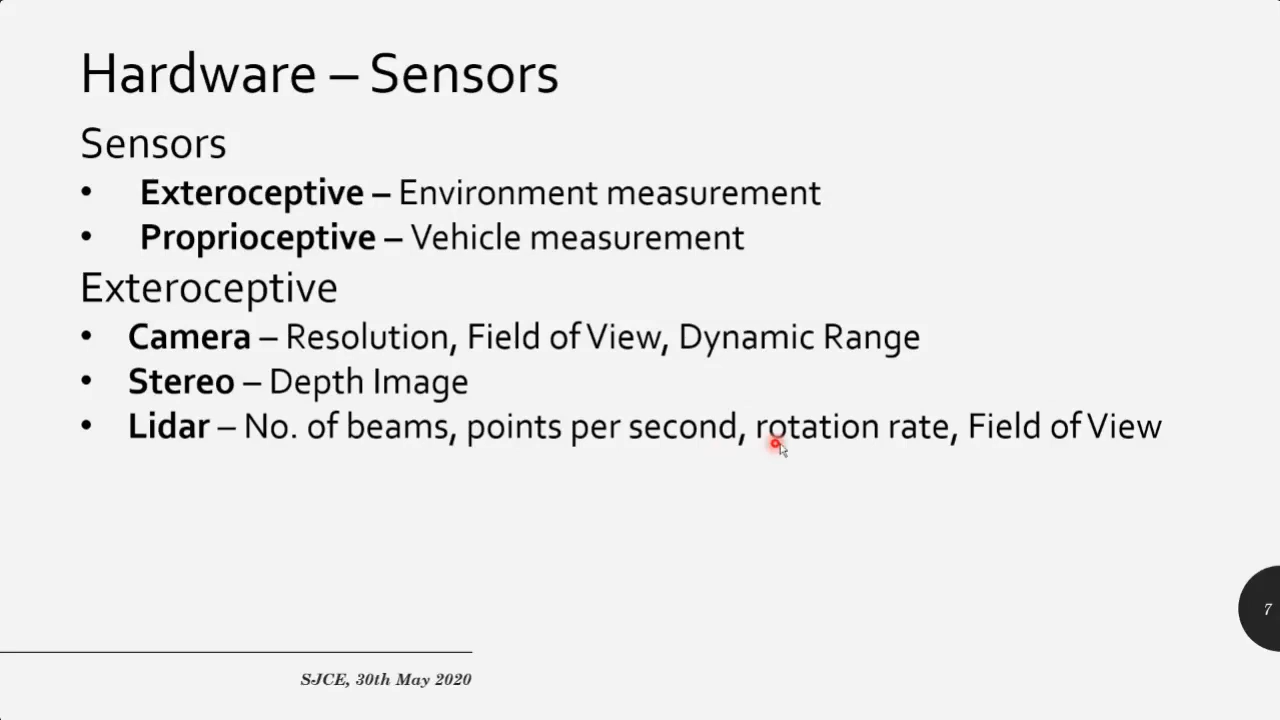 Hardware – Sensors
Sensors
• Exteroceptive – Environment measurement
• Proprioceptive – Vehicle measurement
Exteroceptive
• Camera – Resolution, Field of View, Dynamic Range
• Stereo – Depth Image
• Lidar – No. of beams, points per second, rotation rate, Field of View
7
SJCE, 30th May 2020